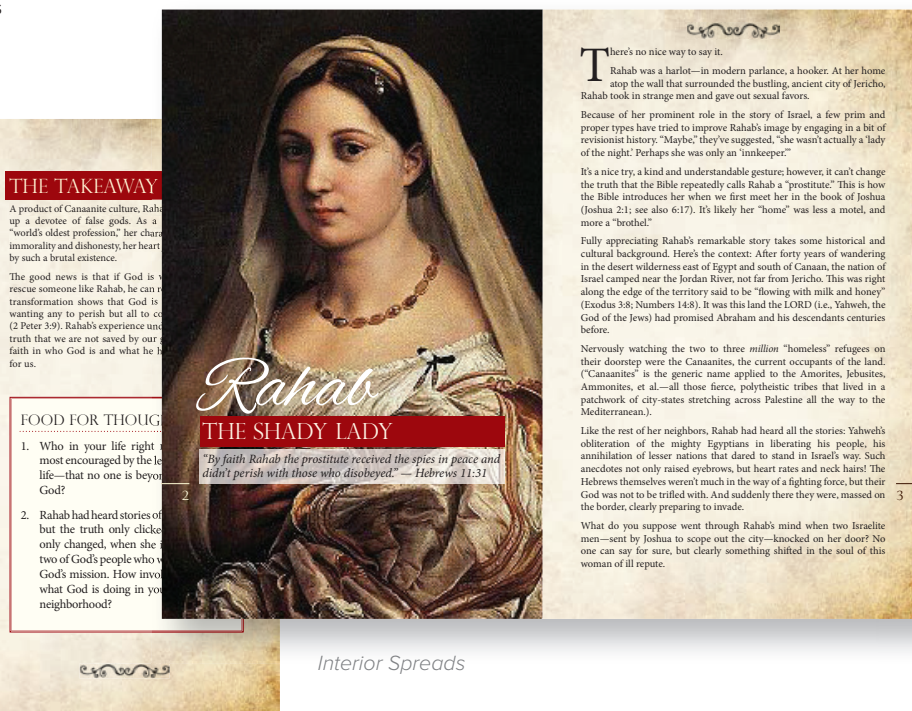 THE TAKEAWAY
A product of Canaanite culture,
up a devotee of false gods. As a
"world's oldest profession," her
immorality and dishonesty, her heart
by such a brutal existence.
The good news is that if God is
rescue someone like Rahab, he can
transformation shows that God is
wanting any to perish but all to
(2 Peter 3:9). Rahab's experience
truth that we are not saved by our
faith in who God is and what he
for us.
FOOD FOR
1. Who in your life right
most encouraged by the
life—that no one is
God?
2. Rahab had heard stories of
but the truth only
only changed, when she
two of God's people who
God's mission. How
what God is doing in
neighborhood?
Rahab
THE SHADY LADY
"By faith Rahab the prostitute received the spies in peace and
didn't perish with those who disobeyed." — Hebrews 11:31
2
There's no nice way to say it.
Rahab was a harlot—in modern parlance, a hooker. At her home
atop the wall that surrounded the bustling, ancient city of Jericho,
Rahab took in strange men and gave out sexual favors.
Because of her prominent role in the story of Israel, a few prim and
proper types have tried to improve Rahab's image by engaging in a bit of
revisionist history. "Maybe," they've suggested, "she wasn't actually a 'lady
of the night.' Perhaps she was only an 'innkeeper.'"
It's a nice try, a kind and understandable gesture; however, it can't change
the truth that the Bible repeatedly calls Rahab a "prostitute." This is how
the Bible introduces her when we first meet her in the book of Joshua
(Joshua 2:1; see also 6:17). It's likely her "home" was less a motel, and
more a "brothel."
Fully appreciating Rahab's remarkable story takes some historical and
cultural background. Here's the context: After forty years of wandering
in the desert wilderness east of Egypt and south of Canaan, the nation of
Israel camped near the Jordan River, not far from Jericho. This was right
along the edge of the territory said to be "flowing with milk and honey"
(Exodus 3:8; Numbers 14:8). It was this land the LORD (i.e., Yahweh, the
God of the Jews) had promised Abraham and his descendants centuries
before.
Nervously watching the two to three million "homeless" refugees on
their doorstep were the Canaanites, the current occupants of the land.
("Canaanites" is the generic name applied to the Amorites, Jebusites,
Ammonites, et al.—all those fierce, polytheistic tribes that lived in a
patchwork of city-states stretching across Palestine all the way to the
Mediterranean.).
Like the rest of her neighbors, Rahab had heard all the stories: Yahweh's
obliteration of the mighty Egyptians in liberating his people, his
annihilation of lesser nations that dared to stand in Israel's way. Such
anecdotes not only raised eyebrows, but heart rates and neck hairs! The
Hebrews themselves weren't much in the way of a fighting force, but their
God was not to be trifled with. And suddenly there they were, massed on
the border, clearly preparing to invade.
What do you suppose went through Rahab's mind when two Israelite
men—sent by Joshua to scope out the city—knocked on her door? No
one can say for sure, but clearly something shifted in the soul of this
woman of ill repute.
3
Interior Spreads